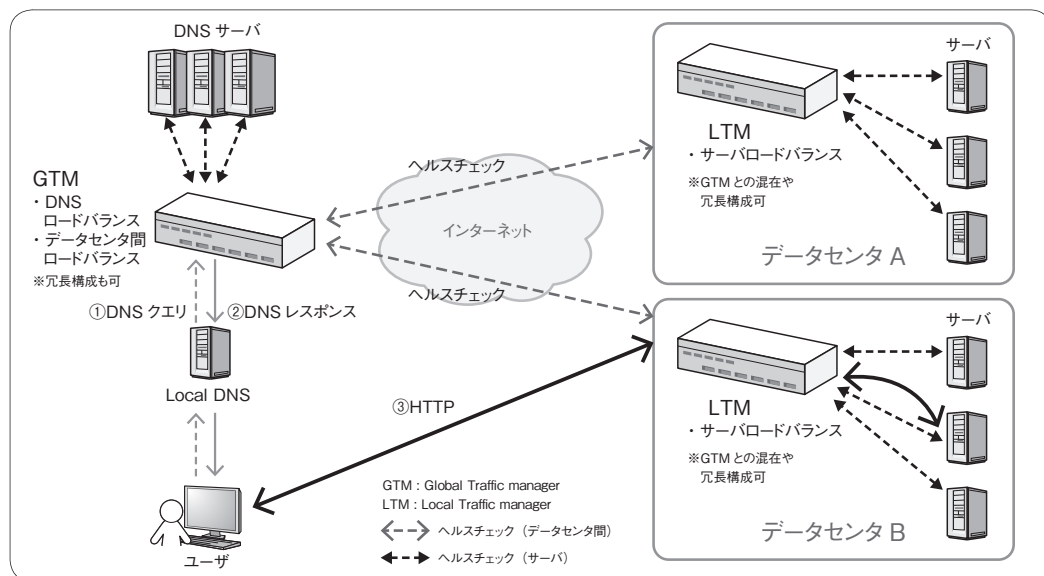 DNS サーバ
GTM
・DNS
ロードバランス
・データセンタ間
ロードバランス
※冗長構成も可
①DNS クエリ
②DNS レスポンス
Local DNS
ユーザ
ヘルスチェック
インターネット
ヘルスチェック
③HTTP
GTM : Global Traffic manager
LTM : Local Traffic manager
ヘルスチェック（データセンタ間）
ヘルスチェック（サーバ）
サーバ
LTM
・サーバロードバランス
※GTM との混在や
冗長構成可
データセンタ A
サーバ
LTM
・サーバロードバランス
※GTM との混在や
冗長構成可
データセンタ B